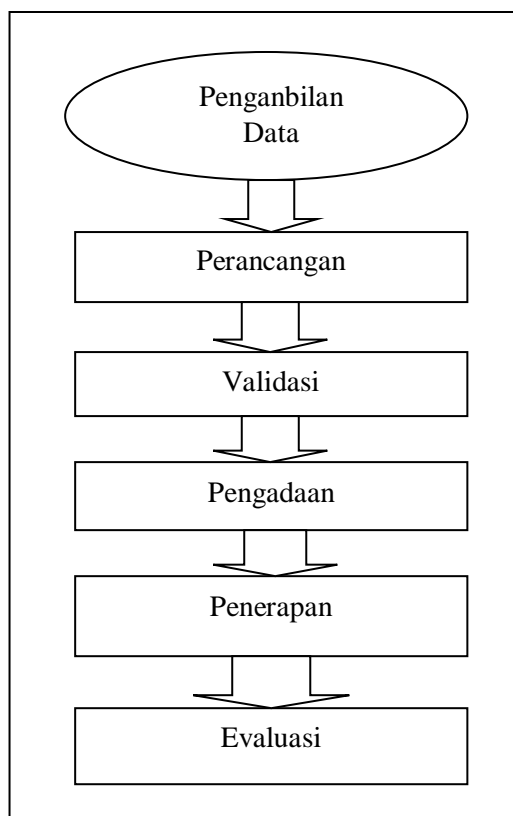 Penganbilan
Data
Perancangan
Validasi
Pengadaan
Penerapan
Evaluasi